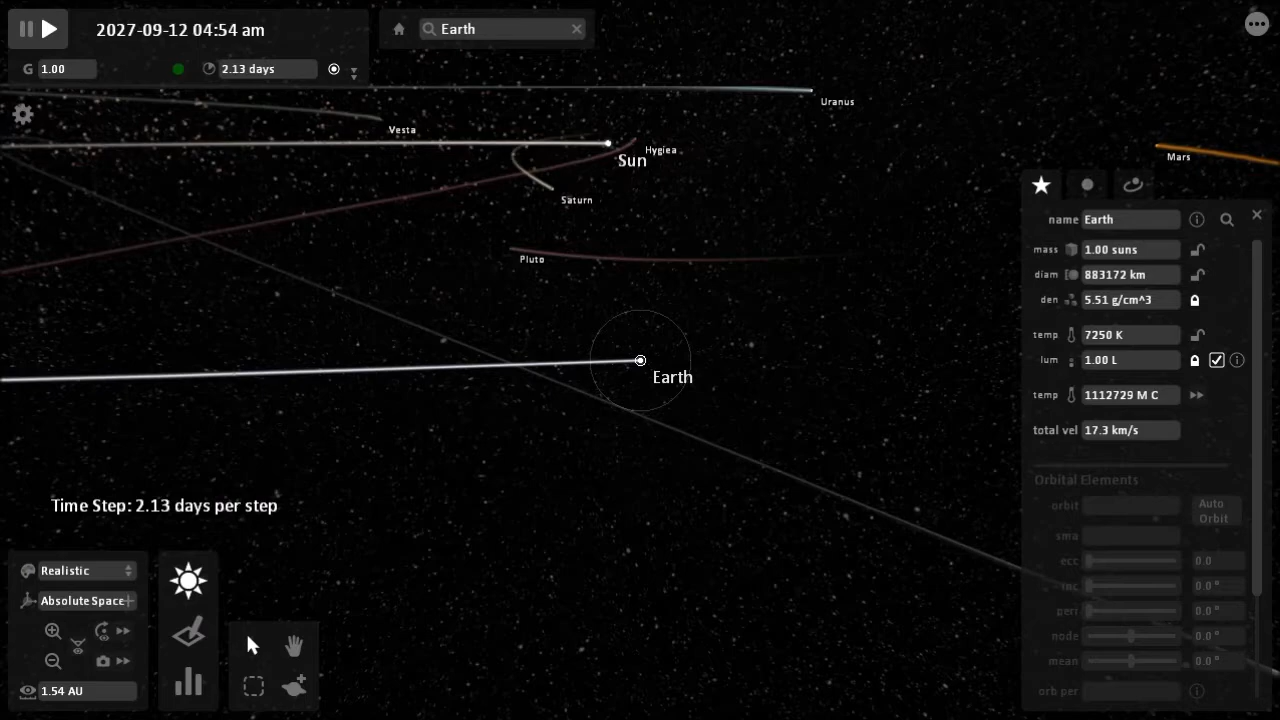 2027-09-12 04:54 am
Earth
G 1.00
2.13 days
Uranus
Vesta
Sun
Hygiea
Mars
Saturn
Pluto
Earth
name Earth
mass 1.00 suns
diam 883172 km
den 5.51 g/cm^3
temp 7250 K
lum 1.00 L
temp 1112729 M C
total vel 17.3 km/s
Orbital Elements
orbit
Auto
Orbit
sma
ecc 0.0
inc 0.0 °
peri 0.0 °
node 0.0 °
mean 0.0 °
orb per
Time Step: 2.13 days per step
Realistic
Absolute Space
1.54 AU